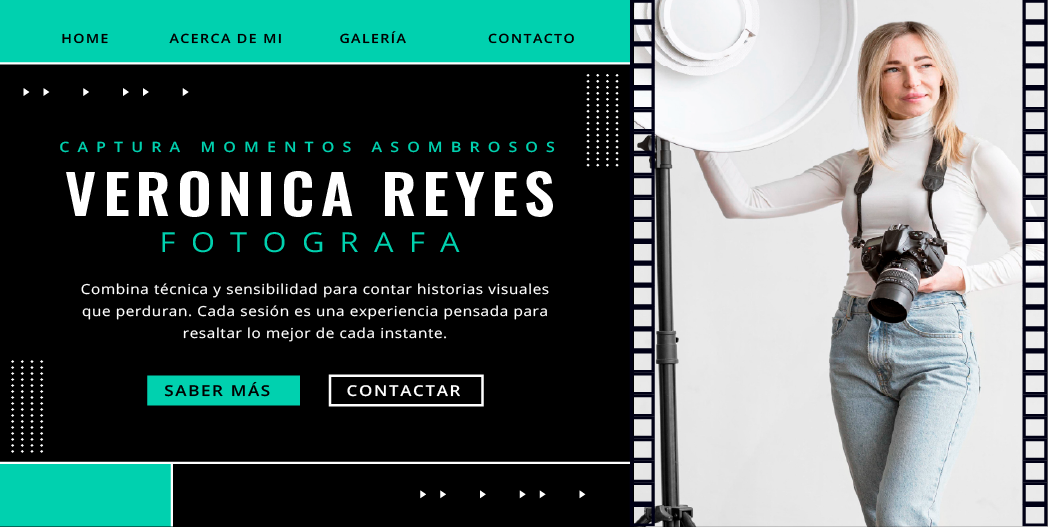 HOME ACERCA DE MI GALERÍA CONTACTO
CAPTURA MOMENTOS ASOMBROSOS
VERONICA REYES
FOTOGRAFA
Combina técnica y sensibilidad para contar historias visuales
que perduran. Cada sesión es una experiencia pensada para
resaltar lo mejor de cada instante.
SABER MÁS CONTACTAR